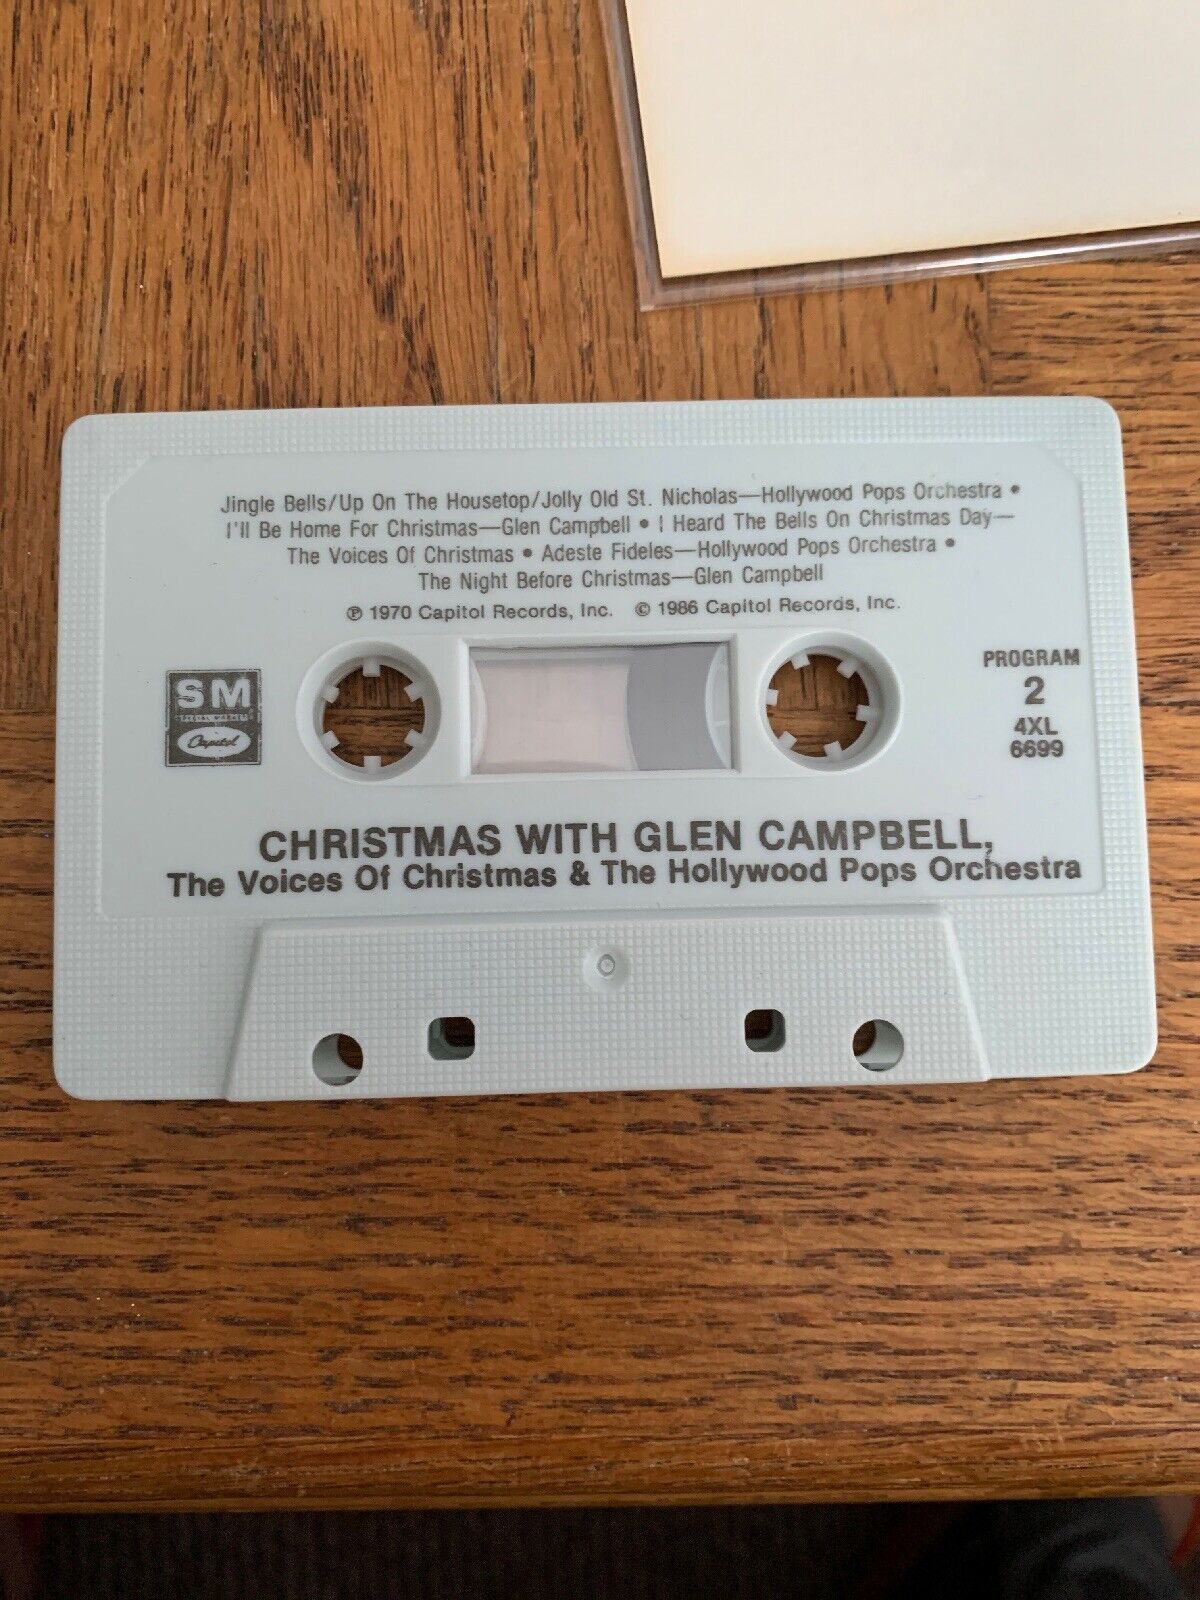 Jingle Bells/Up On The Housetop/Jolly Old St. Nicholas—Hollywood Pops Orchestra •
I'll Be Home For Christmas—Glen Campbell • I Heard The Bells On Christmas Day—
The Voices Of Christmas • Adeste Fideles—Hollywood Pops Orchestra •
The Night Before Christmas—Glen Campbell
℗ 1970 Capitol Records, Inc. © 1986 Capitol Records, Inc.
SM
Capitol
PROGRAM
2
4XL
6699
CHRISTMAS WITH GLEN CAMPBELL,
The Voices Of Christmas & The Hollywood Pops Orchestra